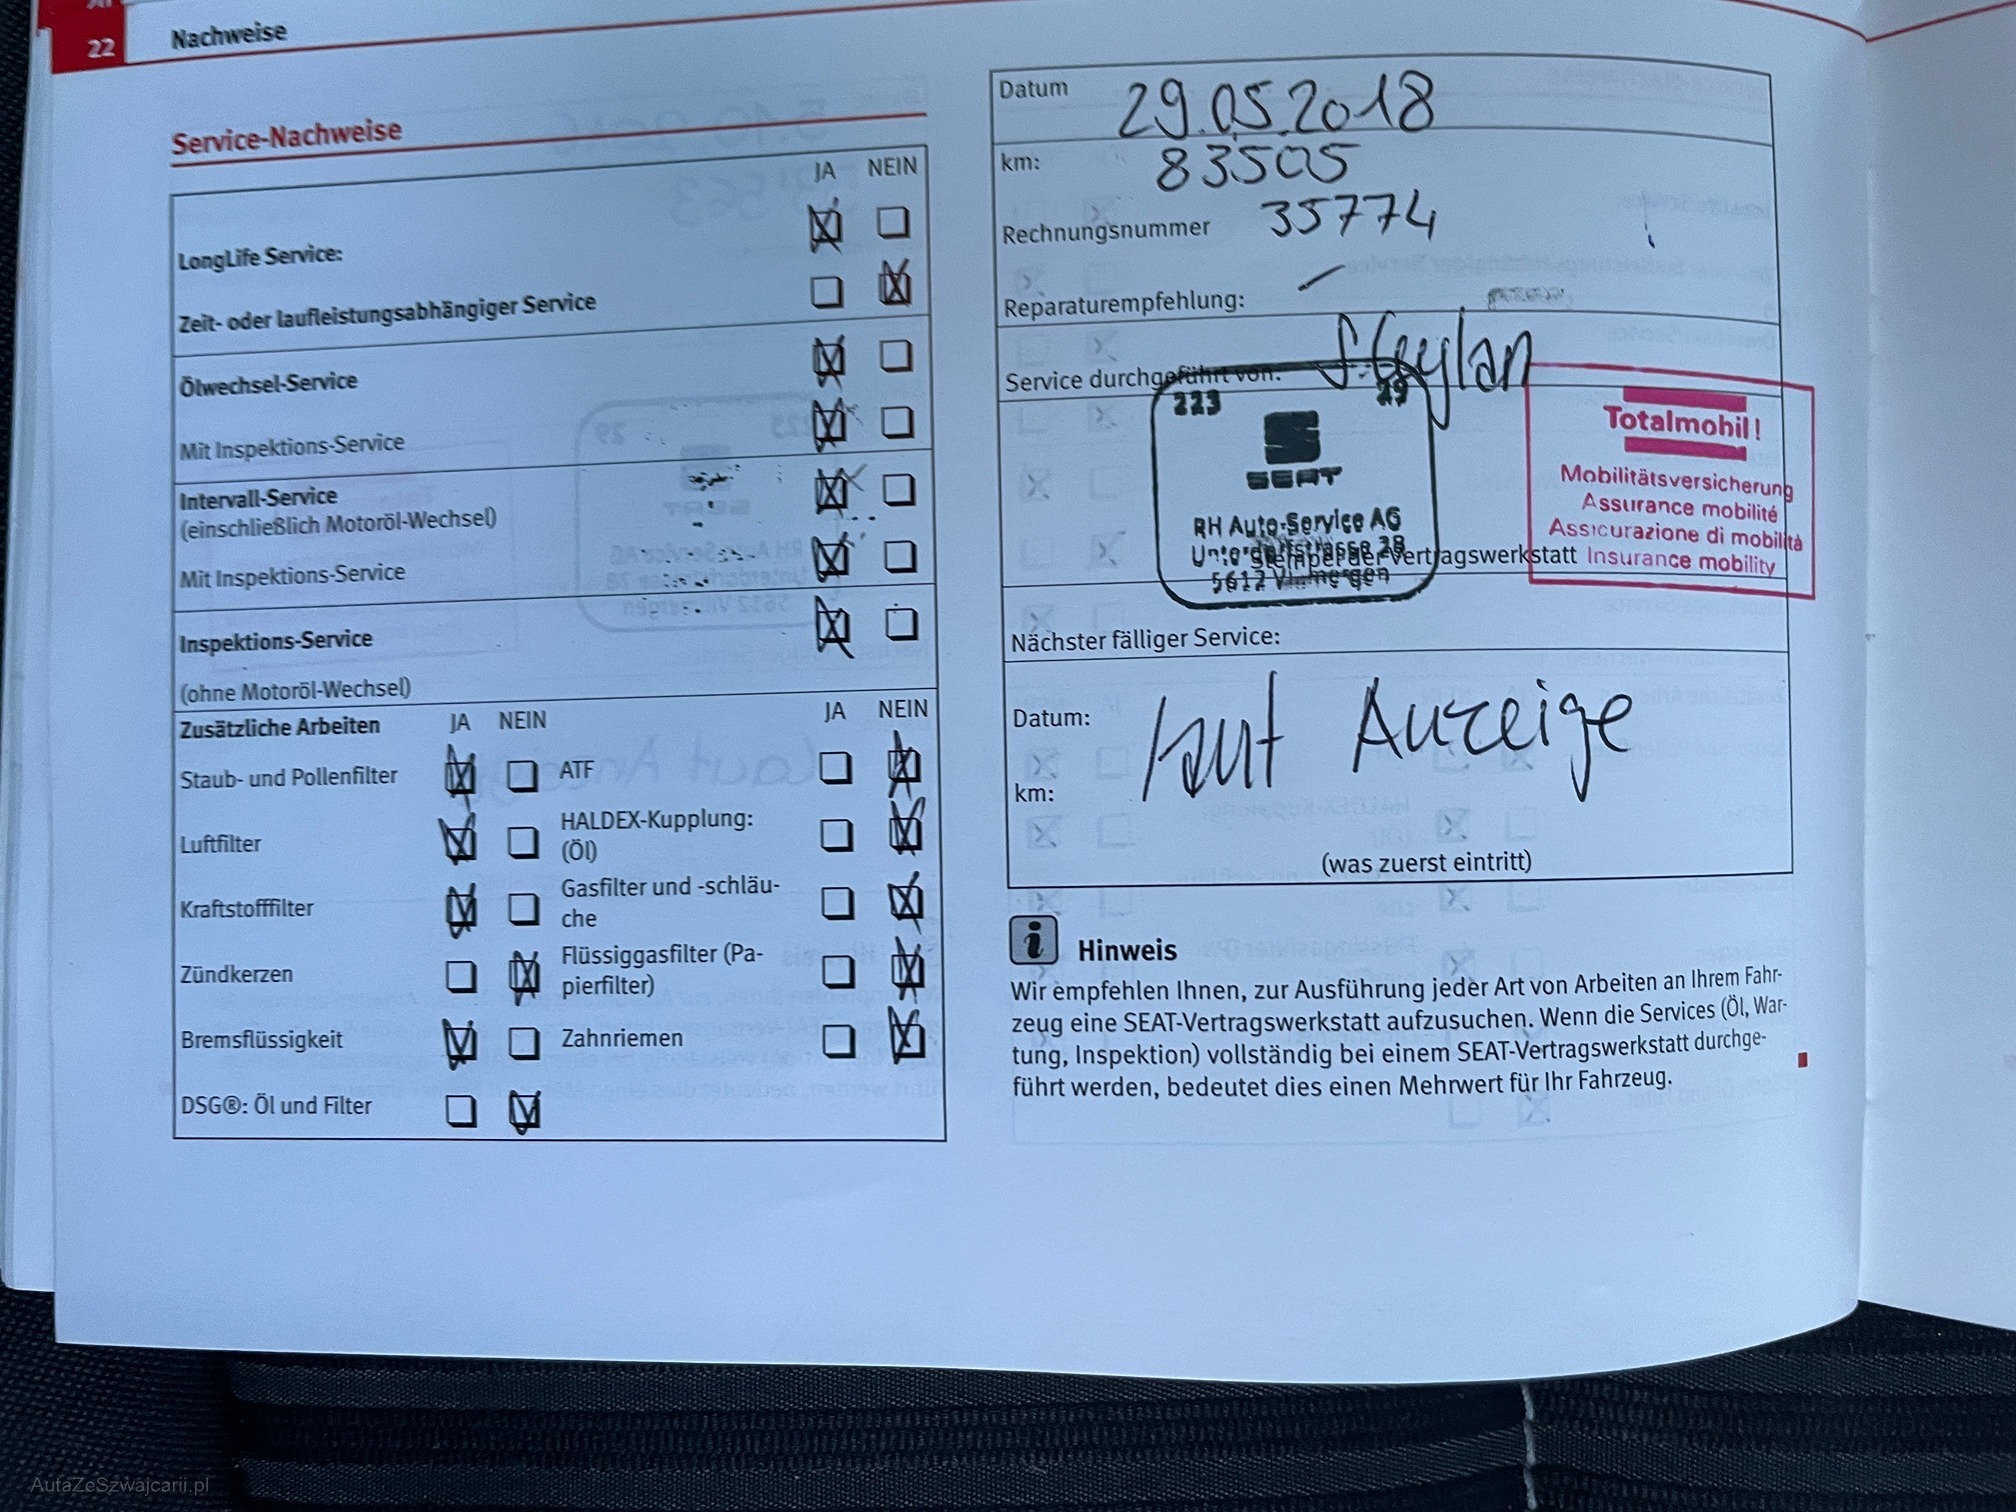 22
Nachweise
Service-Nachweise
JA NEIN
LongLife Service:
Zeit- oder laufleistungsabhängiger Service
Ölwechsel-Service
Mit Inspektions-Service
Intervall-Service
(einschließlich Motoröl-Wechsel)
Mit Inspektions-Service
Inspektions-Service
(ohne Motoröl-Wechsel)
Zusätzliche Arbeiten JA NEIN JA NEIN
Staub- und Pollenfilter ATF
Luftfilter HALDEX-Kupplung:
(Öl)
Kraftstofffilter Gasfilter und -schläu-
che
Zündkerzen Flüssiggasfilter (Pa-
pierfilter)
Bremsflüssigkeit Zahnriemen
DSG®: Öl und Filter
Datum 29.05.2018
km: 83505
Rechnungsnummer 35774
Reparaturempfehlung: –
Service durchgeführt von:
223 29
SEAT
RH Auto-Service AG
28
5612
Stempel der Vertragswerkstatt
Totalmobil!
Mobilitätsversicherung
Assurance mobilité
Assicurazione di mobilità
Insurance mobility
Nächster fälliger Service:
Datum: laut Anzeige
km:
(was zuerst eintritt)
i Hinweis
Wir empfehlen Ihnen, zur Ausführung jeder Art von Arbeiten an Ihrem Fahr-
zeug eine SEAT-Vertragswerkstatt aufzusuchen. Wenn die Services (Öl, War-
tung, Inspektion) vollständig bei einem SEAT-Vertragswerkstatt durchge-
führt werden, bedeutet dies einen Mehrwert für Ihr Fahrzeug.
AutaZeSzwajcarii.pl